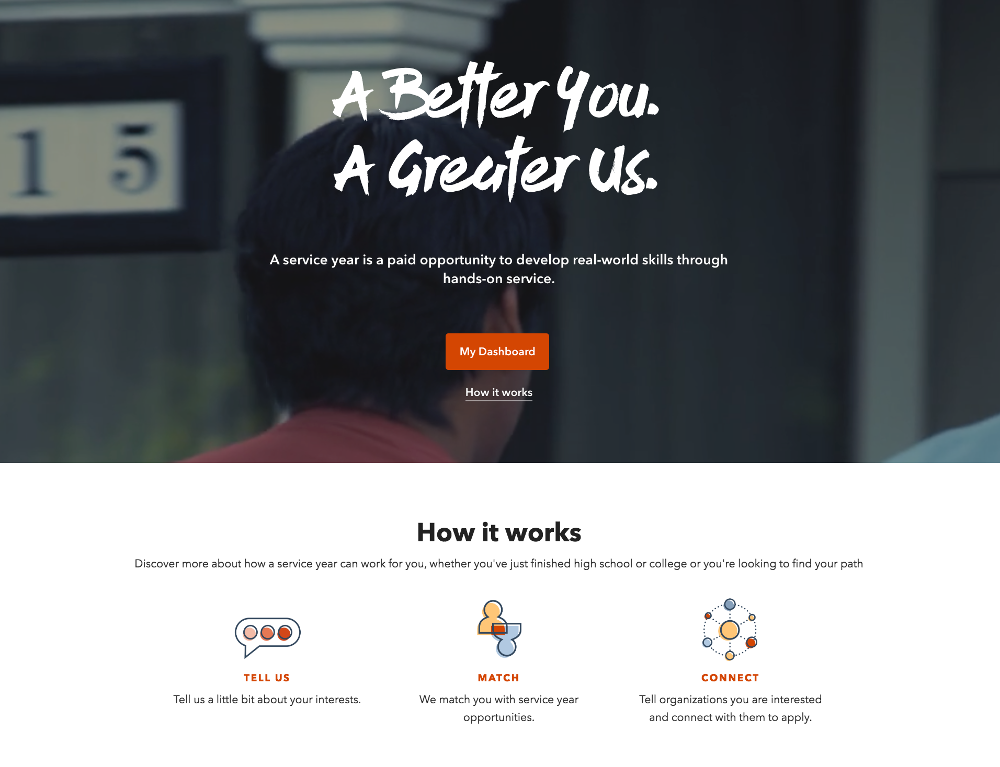 1 5
A Better You.
A Greater Us.
A service year is a paid opportunity to develop real-world skills through
hands-on service.
My Dashboard
How it works
How it works
Discover more about how a service year can work for you, whether you've just finished high school or college or you're looking to find your path
TELL US
Tell us a little bit about your interests.
MATCH
We match you with service year
opportunities.
CONNECT
Tell organizations you are interested
and connect with them to apply.